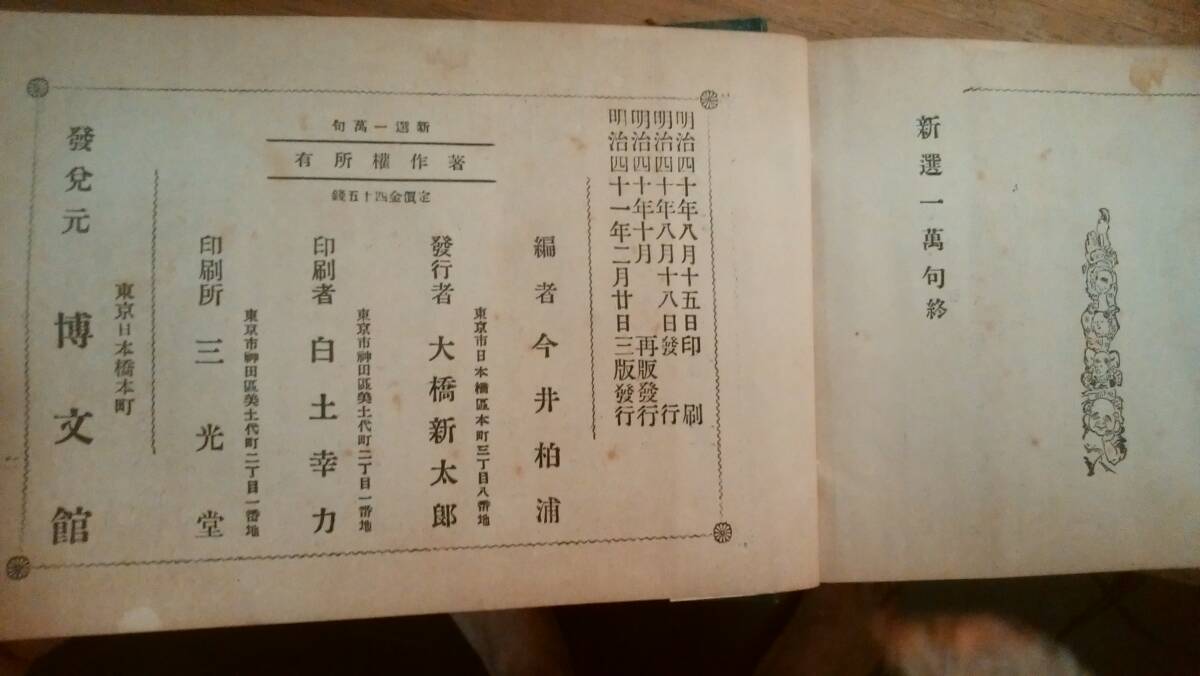 新選一萬句終
明治四十年八月十五日印刷
明治四十年八月十八日發行
明治四十年十月再版發行
明治四十一年二月廿日三版發行
新選一萬句
著作權所有
定價金四十五錢
編者 今井柏浦
東京市日本橋區本町三丁目八番地
發行者 大橋新太郎
東京市神田區美土代町二丁目一番地
印刷者 白土幸力
東京市神田區美土代町二丁目一番地
印刷所 三光堂
東京日本橋本町
發兌元 博文館